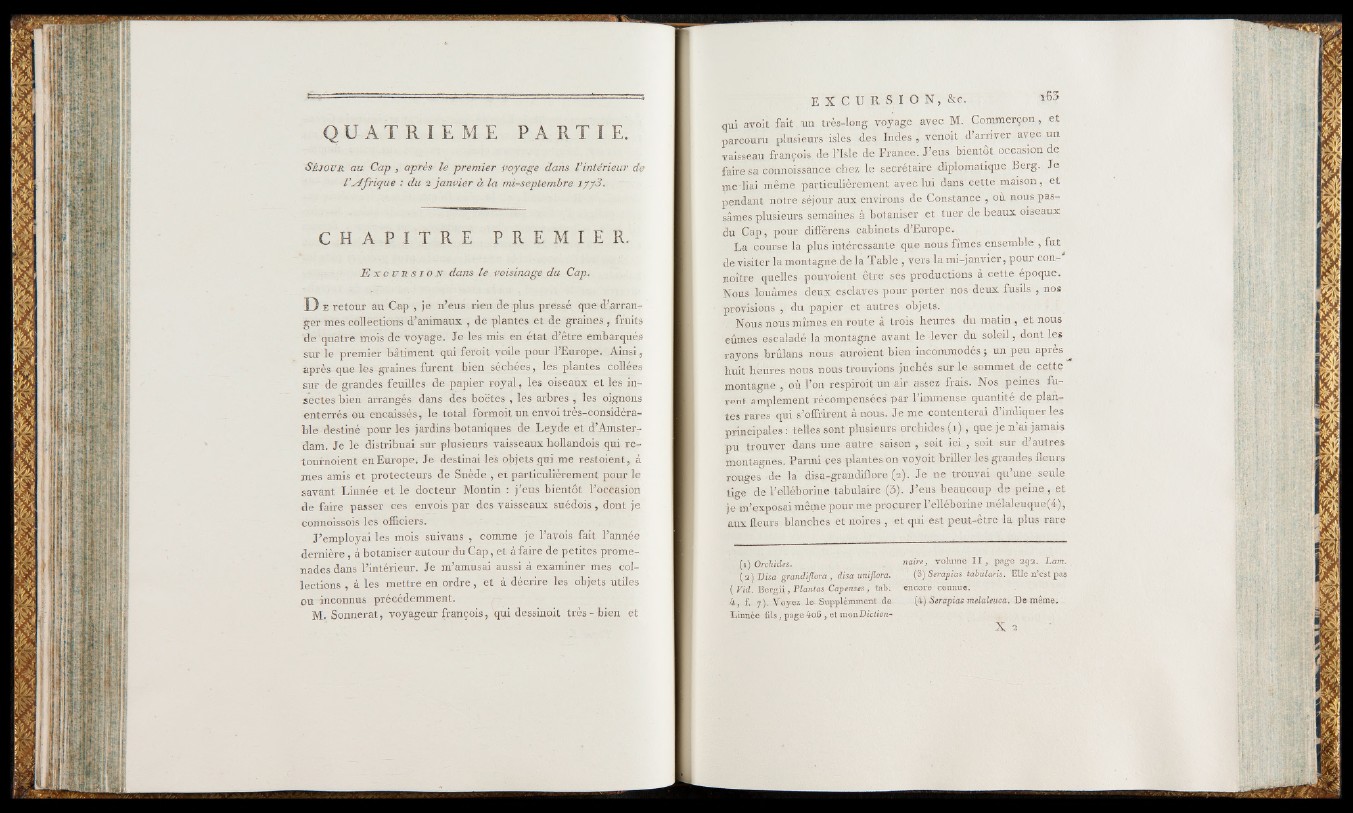 QUATRIEME PARTIE.
SÉJOUR au Cap, après le premier voyage dans l'intérieur de
l'Afrique : du 2 janvier à la mi-septembre 1773.
CHAPITRE PREMIER.
EXCURSION dans le voisinage du Cap.
DE retour au Cap, je n'eus rien de plus pressé que d'arran-
ger mes collections d'animaux, de plantes et de graines, fruits
de quatre mois de voyage. Je les mis en état d'être embarqués
sur le premier bâtiment qui feroit voile pour l'Europe. Ainsi,
après que les graines furent bien séchées, les plantes collées
sur de grandes feuilles de papier royal, les oiseaux et les in-
sectes bien arrangés dans des boëtes, les arbres, les oignons
enterrés ou encaissés, le total formoit un envoi très-considéra-
ble destiné pour les jardins botaniques de Leyde et d'Amster-
dam. Je le distribuai sur plusieurs vaisseaux hollandois qui re-
tournoient en Europe. Je destinai les objets qui me restoient, à
mes amis et protecteurs de Suède, et particulièrement pour le
savant Linnée et le docteur Montin : j'eus bientôt l'occasion
de faire passer ces envois par des vaisseaux suédois, dont je
connoissois les officiers.
J'employai les mois suivans, comme je l'avois fait l'année
dernière, à botaniser autour du Cap, et à faire de petites prome-
nades dans l'intérieur. Je m'amusai aussi à examiner mes col-
lections, à les mettre en ordre, et à décrire les objets utiles
ou inconnus précédemment.
M. Sonnerat, voyageur françois, qui dessinoit très-bien et
EXCURSION, &c. 163
qui avoit fait un très-long voyage avec M. Commerçon, et
parcouru plusieurs isles des Indes, venoit d'arriver avec un
vaisseau françois de l'Isle de France. J'eus bientôt occasion de
faire sa connoissance chez le secrétaire diplomatique Berg. Je
me liai même particulièrement avec lui dans cette maison, et
pendant notre séjour aux environs de Constance, où nous pas-
sâmes plusieurs semaines à botaniser et tuer de beaux oiseaux
du Cap, pour différens cabinets d'Europe.
La course la plus intéressante que nous fîmes ensemble, fut
de visiter la montagne de la Table, vers la mi-janvier, pour con-
noître quelles pouvoient être ses productions à cette époque.
Nous louâmes deux esclaves pour porter nos deux fusils, nos
provisions, du papier et autres objets.
Nous nous mîmes en route à trois heures du matin, et nous
eûmes escaladé la montagne avant le lever du soleil, dont les
rayons brûlans nous auroient bien incommodés; un peu après
huit heures nous nous trouvions juchés sur le sommet de cette
montagne, où l'on respiroit un air assez frais. Nos peines fu-
rent amplement récompensées par l'immense quantité de plan-
tes rares qui s'offrirent à nous. Je me contenterai d'indiquer les
principales : telles sont plusieurs orchides (1), que je n'ai jamais
pu trouver dans une autre saison, soit ici, soit sur d'autres
montagnes. Parmi ces plantes on voyoit briller les grandes fleurs
rouges de la disa-grandiflore (2). Je ne trouvai qu'une seule
tige de l'elléborine tabulaire (3). J'eus beaucoup de peine, et
je m'exposai même pour me procurer l'elléborine mélaleuque(4),
aux fleurs blanches et noires, et qui est peut-être la plus rare
(1) Orchides.
(2) Disa grandiflora, disa uniflora.
( Vid. Bergii, Plantas Capenses, tab.
4, f. 7). Voyez le Supplémment de
Linnée fils, page 406, et mon Diction-
naire, volume II, page 292. Lam.
(3) Serapias tabularis. Elle n'est pas
encore connue.
(4) Serapias melaleuca. De même.
X 2